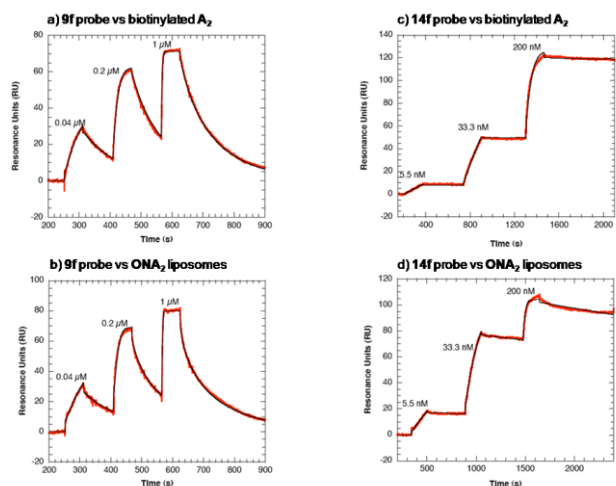 a) 9f probe vs biotinylated A2
80
60
40
20
0
-20
Resonance Units (RU)
0.04 µM
0.2 µM
1 µM
200 300 400 500 600 700 800 900
Time (s)
c) 14f probe vs biotinylated A2
140
120
100
80
60
40
20
0
-20
Resonance Units (RU)
5.5 nM
33.3 nM
200 nM
400 800 1200 1600 2000
Time (s)
b) 9f probe vs ONA2 liposomes
100
80
60
40
20
0
-20
Resonance Units (RU)
0.04 µM
0.2 µM
1 µM
200 300 400 500 600 700 800 900
Time (s)
d) 14f probe vs ONA2 liposomes
120
100
80
60
40
20
0
-20
Resonance Units (RU)
5.5 nM
33.3 nM
200 nM
500 1000 1500 2000
Time (s)